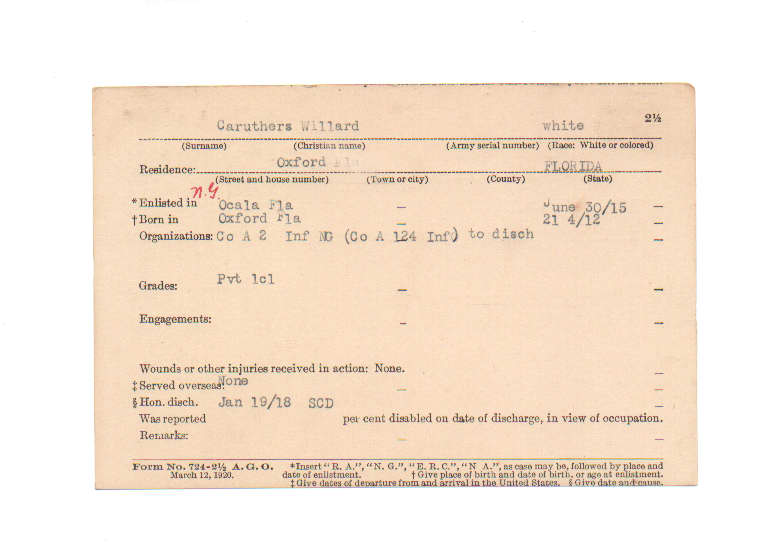 2½
Caruthers Willard white
(Surname) (Christian name) (Army serial number) (Race: White or colored)
Residence: Oxford Fla FLORIDA
(Street and house number) (Town or city) (County) (State)
N.G.
* Enlisted in Ocala Fla – June 30/15 –
† Born in Oxford Fla – 21 4/12 –
Organizations: Co A 2 Inf NG (Co A 124 Inf) to disch –
Grades: Pvt 1cl – –
Engagements: – –
Wounds or other injuries received in action: None. –
‡ Served overseas: None – –
§ Hon. disch. Jan 19/18 SCD –
Was reported per cent disabled on date of discharge, in view of occupation.
Remarks: – –
Form No. 724-2½ A. G. O. *Insert "R. A.", "N. G.", "E. R. C.", "N A.", as case may be, followed by place and
March 12, 1920. date of enlistment. † Give place of birth and date of birth, or age at enlistment.
‡ Give dates of departure from and arrival in the United States. § Give date and cause.